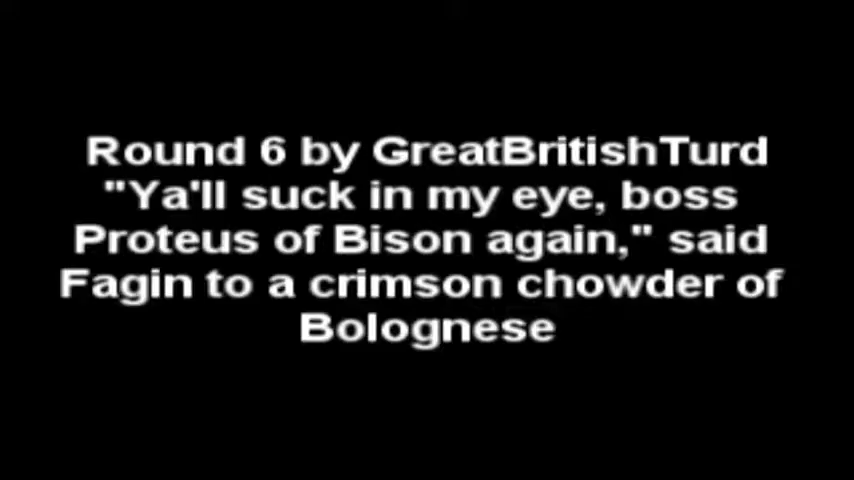 Round 6 by GreatBritishTurd
"Ya'll suck in my eye, boss
Proteus of Bison again," said
Fagin to a crimson chowder of
Bolognese